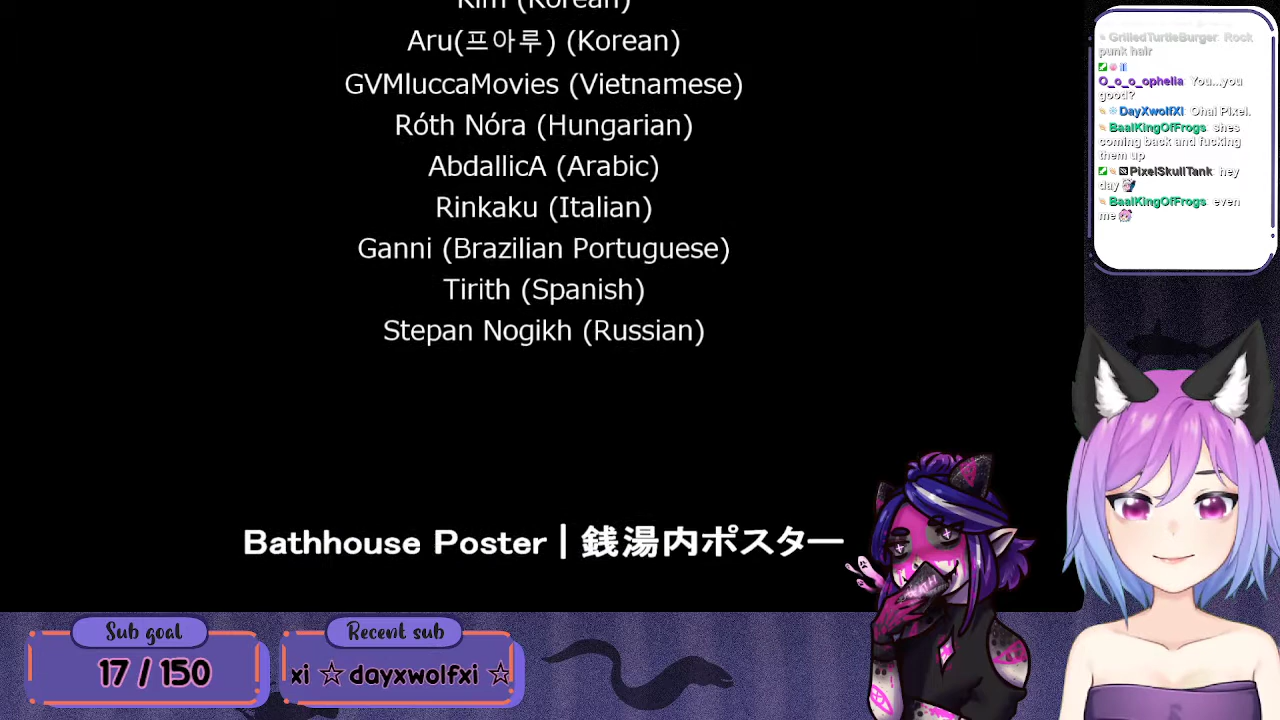 Kim (Korean)
Aru(프아루) (Korean)
GVMluccaMovies (Vietnamese)
Róth Nóra (Hungarian)
AbdallicA (Arabic)
Rinkaku (Italian)
Ganni (Brazilian Portuguese)
Tirith (Spanish)
Stepan Nogikh (Russian)
Bathhouse Poster | 銭湯内ポスター
GrilledTurtleBurger: Rock
punk hair
O_o_o_ophelia: You...you
good?
DayXwolfXI: Ohai Pixel.
BaalKingOfFrogs: shes
coming back and fucking
them up
PixelSkullTank: hey
day
BaalKingOfFrogs: even
me
DEATH
Sub goal
17 / 150
Recent sub
xi ☆ dayxwolfxi ☆